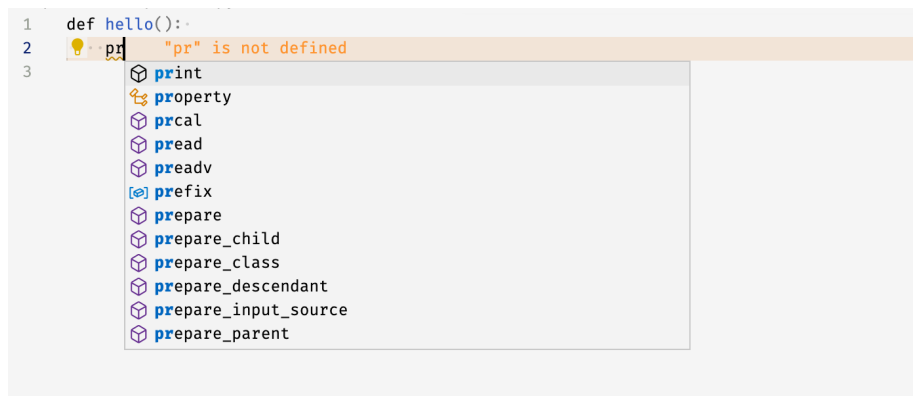 1 def hello():
2 pr "pr" is not defined
3
print
property
prcal
pread
preadv
prefix
prepare
prepare_child
prepare_class
prepare_descendant
prepare_input_source
prepare_parent